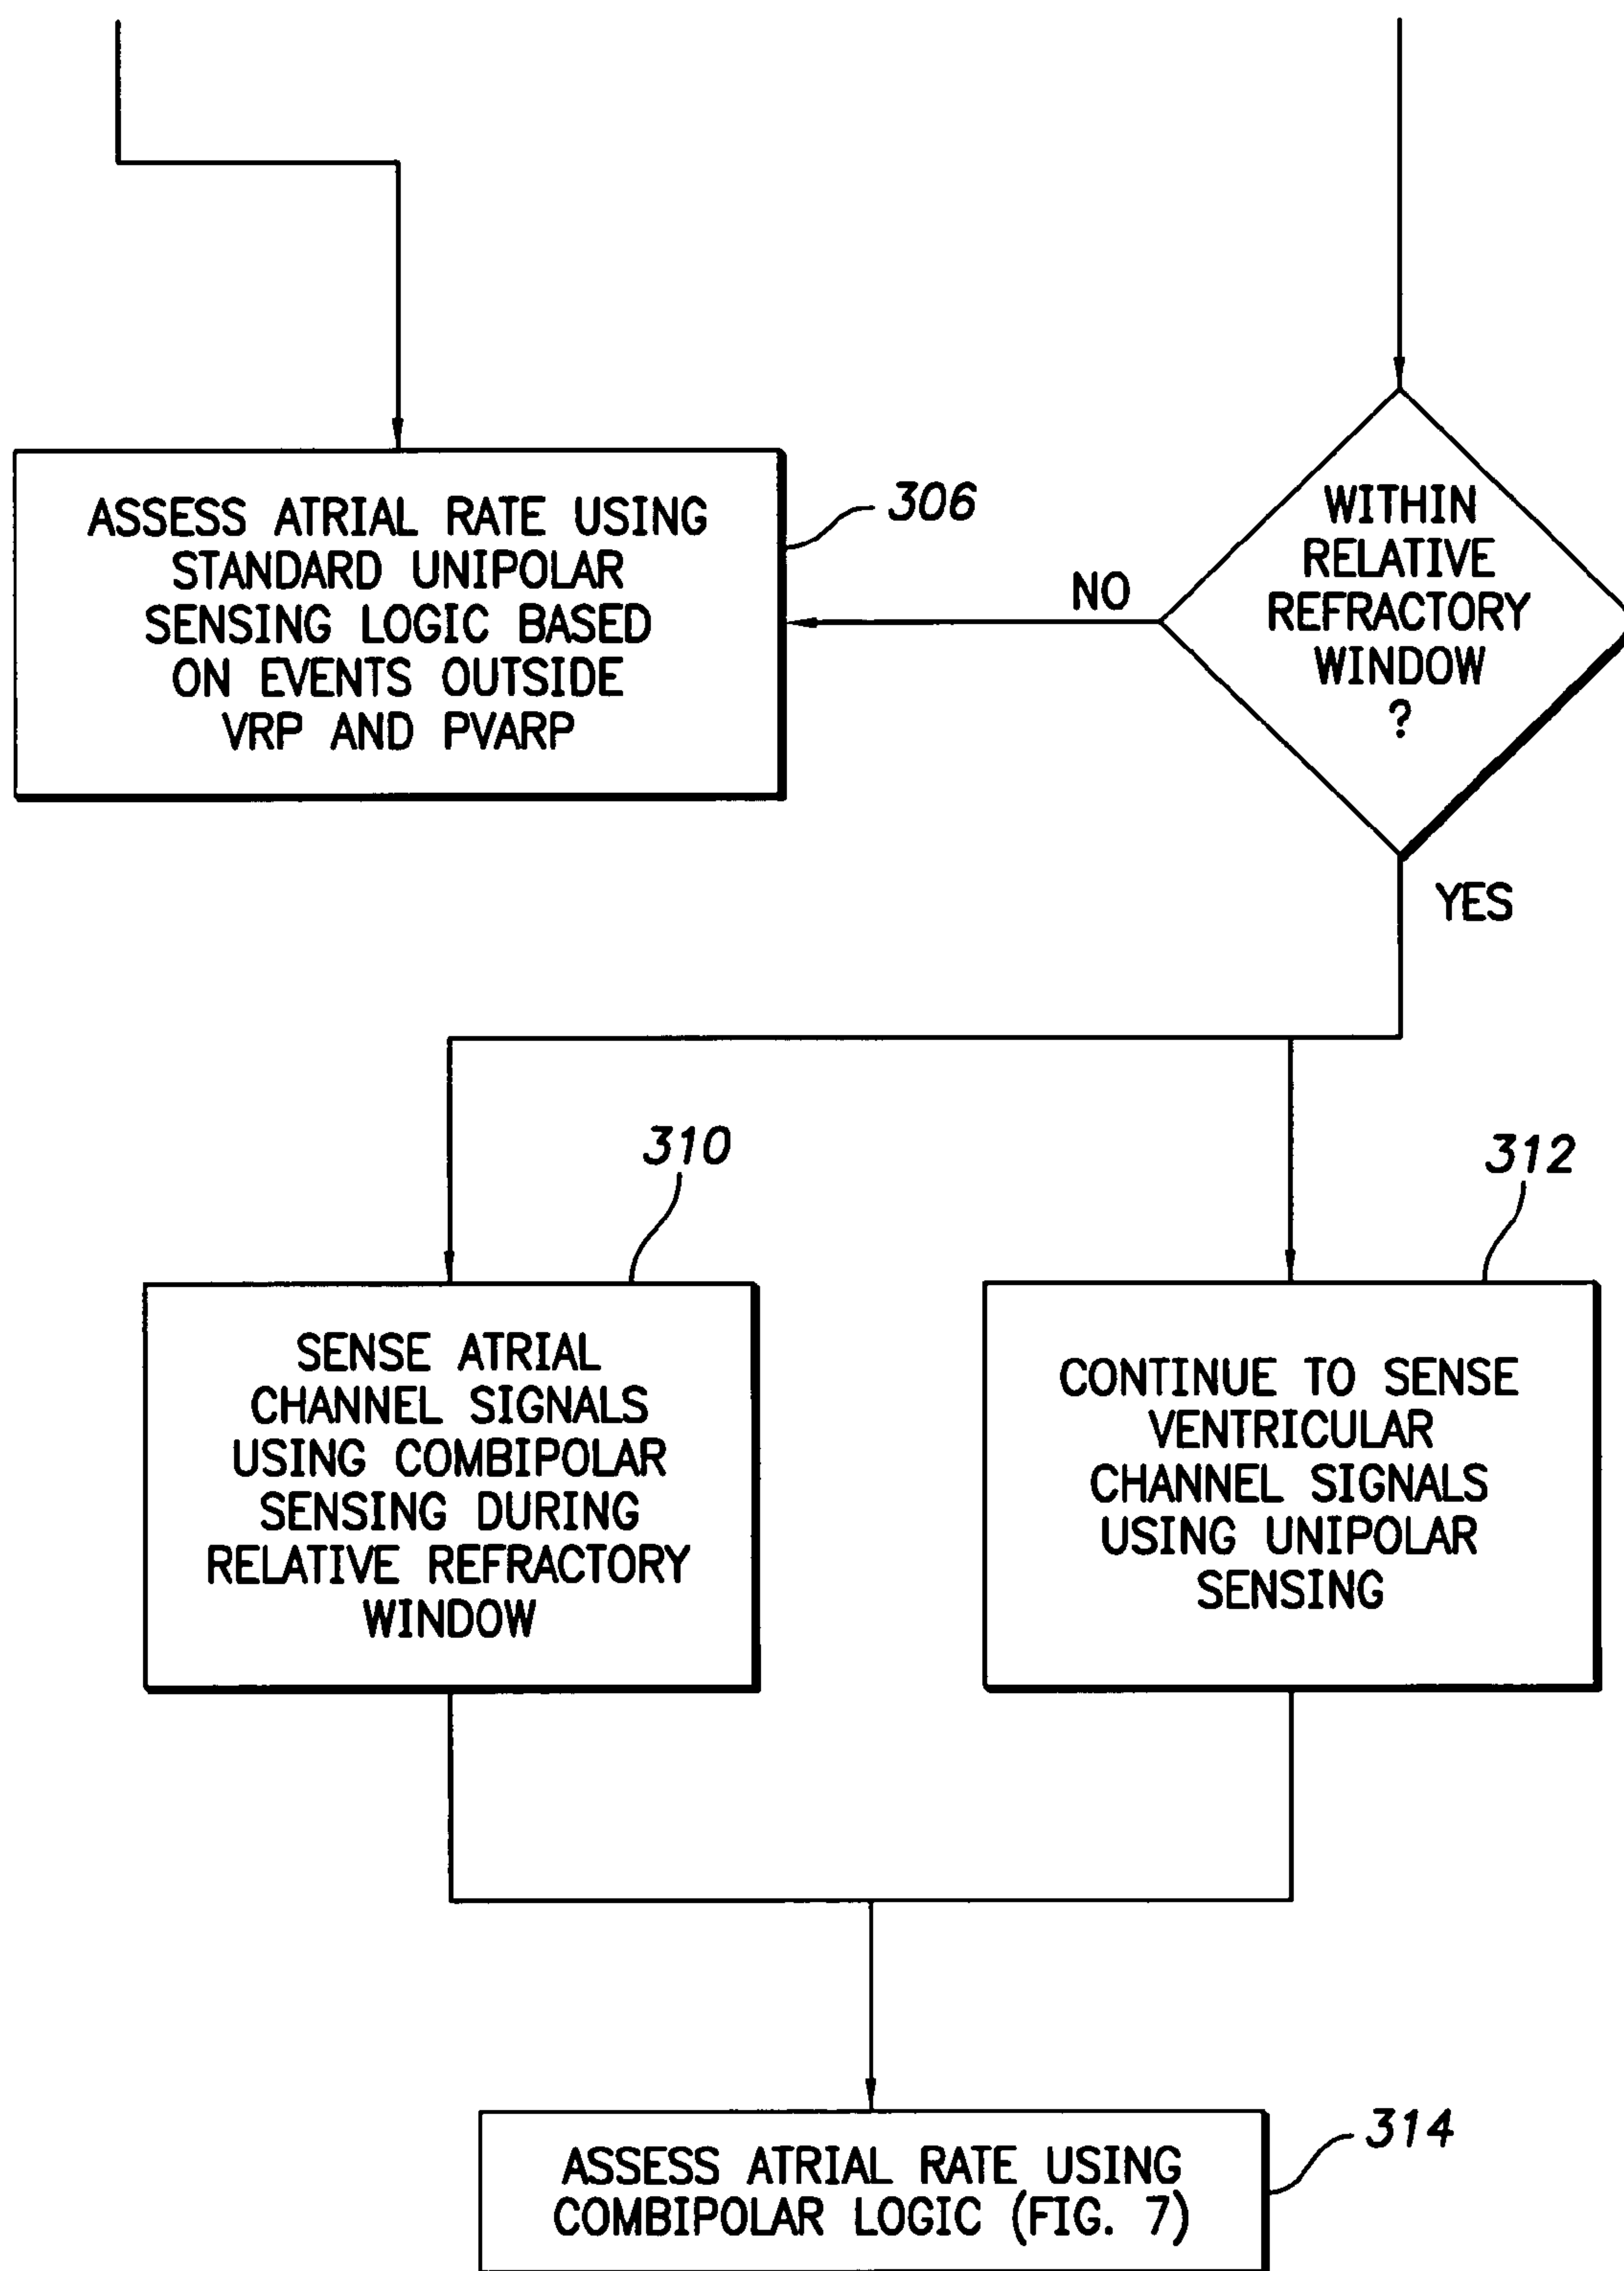 ASSESS ATRIAL RATE USING
STANDARD UNIPOLAR
SENSING LOGIC BASED
ON EVENTS OUTSIDE
VRP AND PVARP
306
NO
WITHIN
RELATIVE
REFRACTORY
WINDOW
?
YES
310
SENSE ATRIAL
CHANNEL SIGNALS
USING COMBIPOLAR
SENSING DURING
RELATIVE REFRACTORY
WINDOW
312
CONTINUE TO SENSE
VENTRICULAR
CHANNEL SIGNALS
USING UNIPOLAR
SENSING
314
ASSESS ATRIAL RATE USING
COMBIPOLAR LOGIC (FIG. 7)